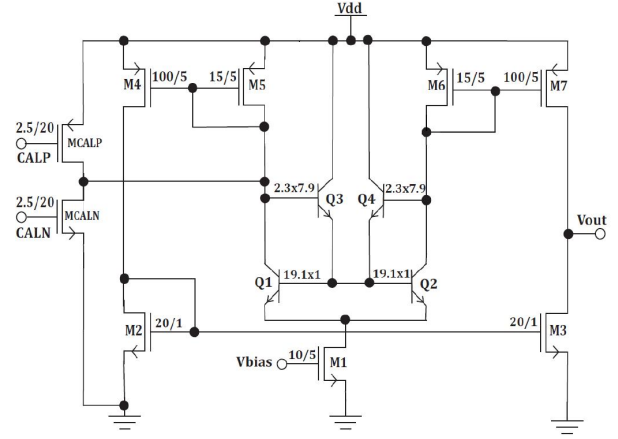 Vdd
M4
100/5
15/5
M5
M6
15/5
100/5
M7
2.5/20
MCALP
CALP
2.5/20
MCALN
CALN
2.3x7.9
Q3
2.3x7.9
Q4
Vout
Q1
19.1x1
19.1x1
Q2
M2
20/1
20/1
M3
Vbias
10/5
M1